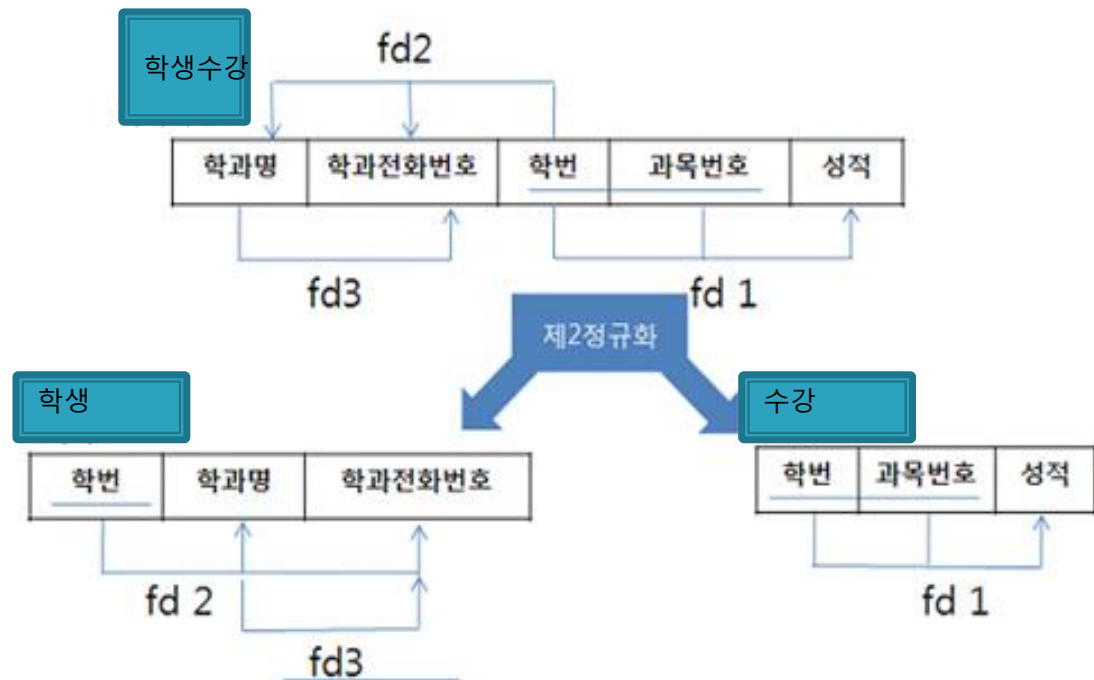 학생수강
fd2
학과명 학과전화번호 학번 과목번호 성적
fd3
fd 1
제2정규화
학생
수강
학번 학과명 학과전화번호
학번 과목번호 성적
fd 2
fd 1
fd3